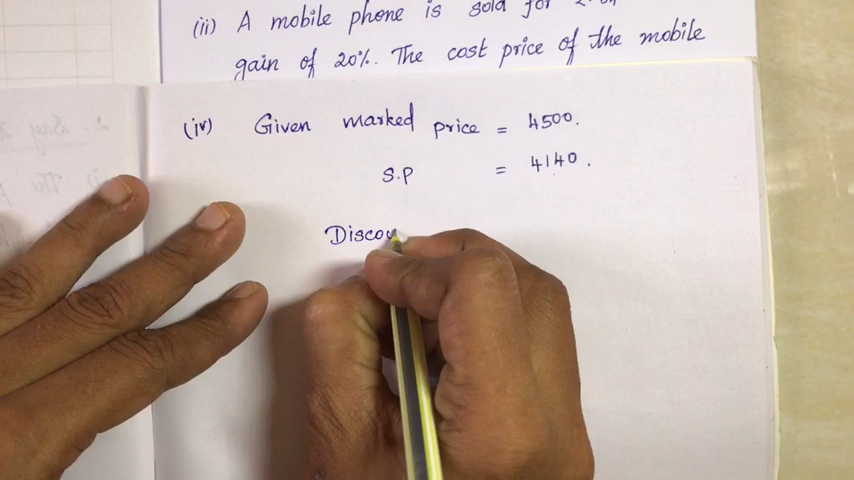 (ii) A mobile phone is sold for
gain of 20%. The cost price of the mobile
(iv) Given marked price = 4500.
S.P = 4140.
Discou